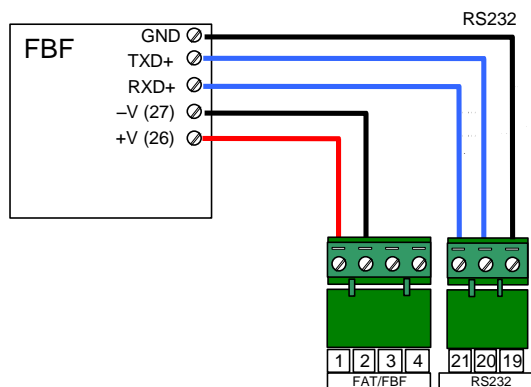 RS232
FBF
GND
TXD+
RXD+
–V (27)
+V (26)
1 2 3 4
21 20 19
FAT/FBF
RS232